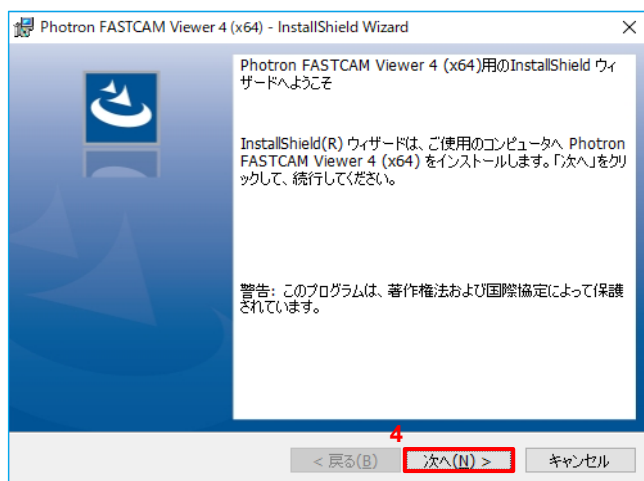 Photron FASTCAM Viewer 4 (x64) - InstallShield Wizard
Photron FASTCAM Viewer 4 (x64)用のInstallShield ウィ
ザードへようこそ
InstallShield(R) ウィザードは、ご使用のコンピュータへ Photron
FASTCAM Viewer 4 (x64) をインストールします。「次へ」をクリ
ックして、続行してください。
警告: このプログラムは、著作権法および国際協定によって保護
されています。
4
< 戻る(B)
次へ(N) >
キャンセル